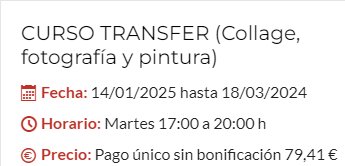 CURSO TRANSFER (Collage,
fotografía y pintura)
Fecha: 14/01/2025 hasta 18/03/2024
Horario: Martes 17:00 a 20:00 h
Precio: Pago único sin bonificación 79,41 €